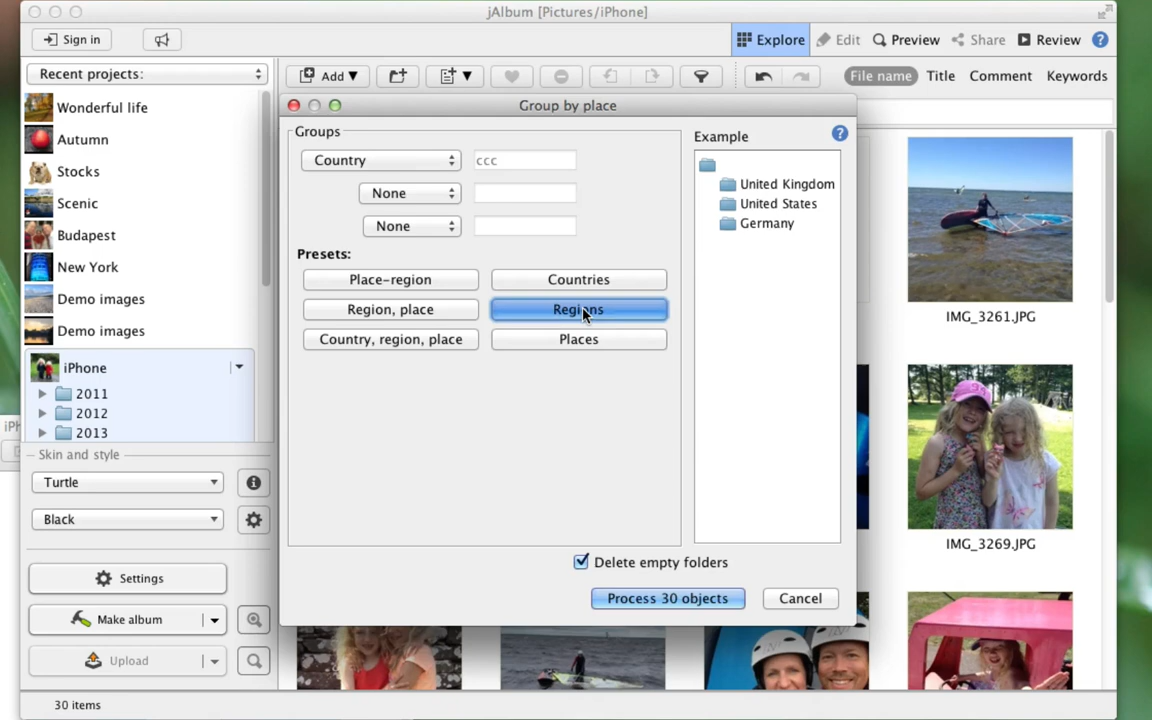 jAlbum [Pictures/iPhone]
Sign in
Explore
Edit
Preview
Share
Review
?
Recent projects:
Add
File name
Title
Comment
Keywords
Wonderful life
Autumn
Stocks
Scenic
Budapest
New York
Demo images
Demo images
iPhone
2011
2012
2013
Skin and style
Turtle
Black
Settings
Make album
Upload
30 items
Group by place
Groups
Country
ccc
None
None
Presets:
Place-region
Countries
Region, place
Regions
Country, region, place
Places
Example
?
United Kingdom
United States
Germany
Delete empty folders
Process 30 objects
Cancel
IMG_3261.JPG
IMG_3269.JPG